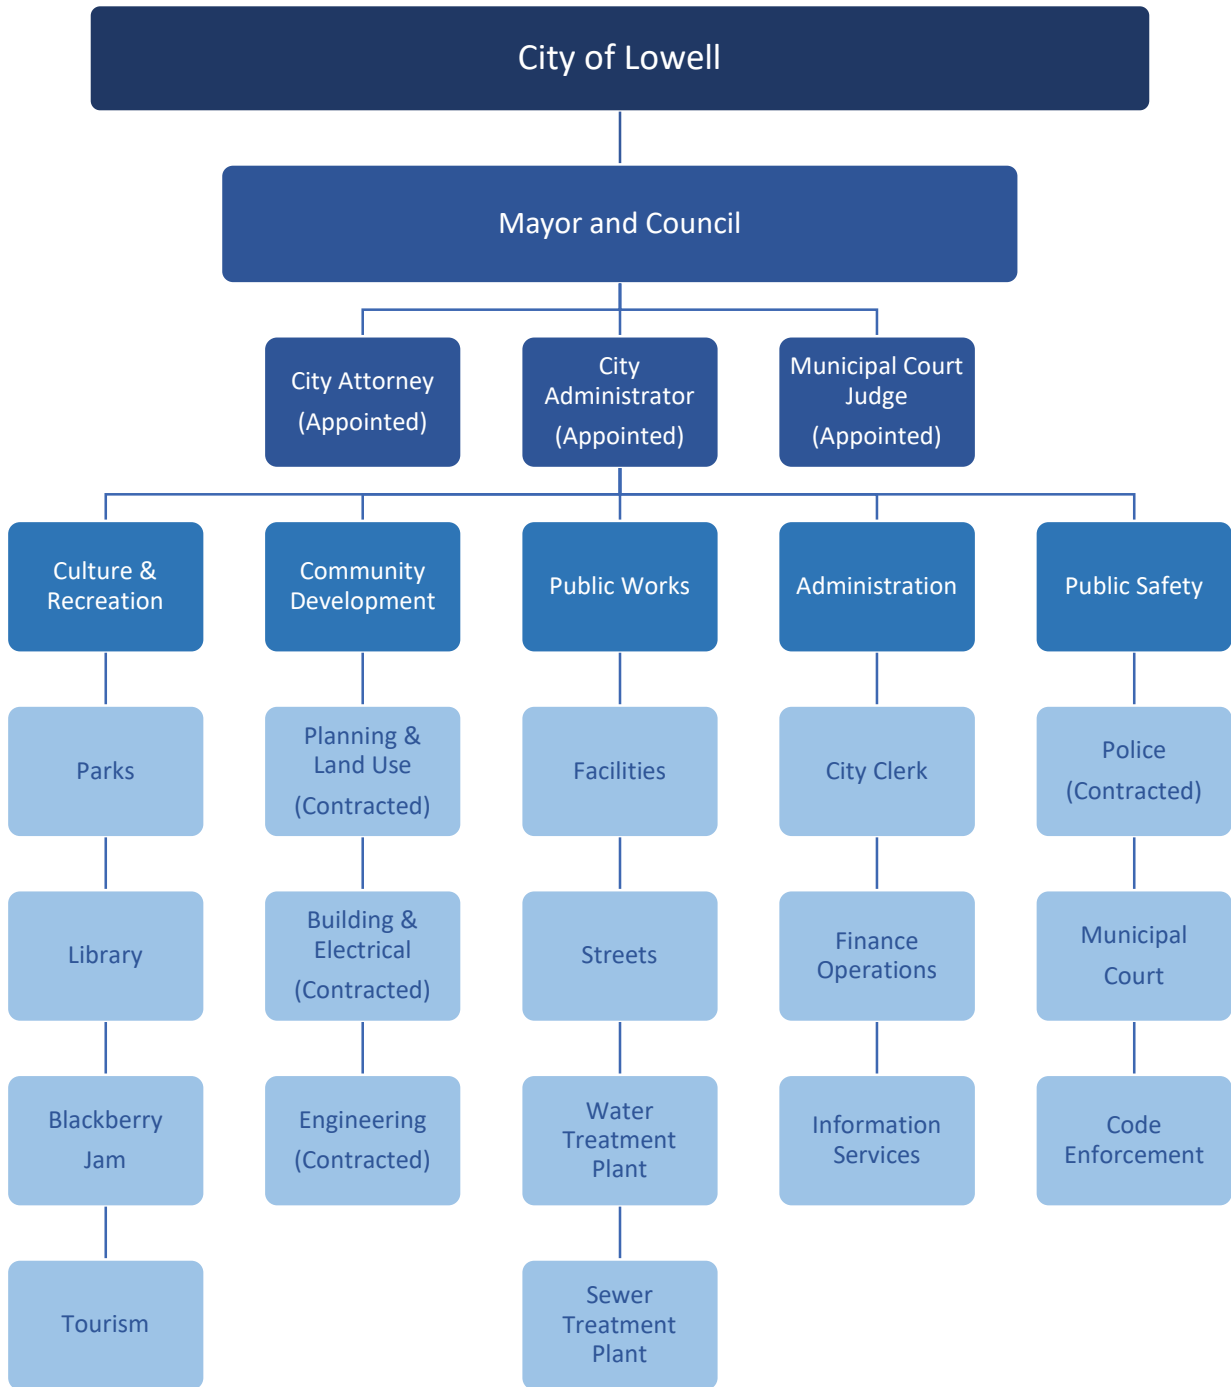 City of Lowell
Mayor and Council
City Attorney
(Appointed)
City
Administrator
(Appointed)
Municipal Court
Judge
(Appointed)
Culture &
Recreation
Community
Development
Public Works
Administration
Public Safety
Parks
Planning &
Land Use
(Contracted)
Facilities
City Clerk
Police
(Contracted)
Library
Building &
Electrical
(Contracted)
Streets
Finance
Operations
Municipal
Court
Blackberry
Jam
Engineering
(Contracted)
Water
Treatment
Plant
Information
Services
Code
Enforcement
Tourism
Sewer
Treatment
Plant